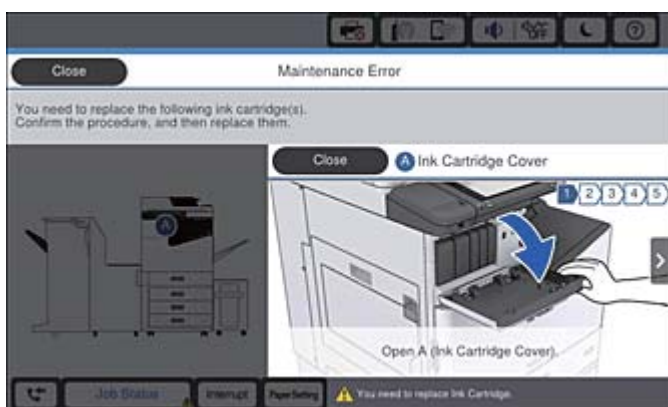 Close
Maintenance Error
You need to replace the following ink cartridge(s).
Confirm the procedure, and then replace them.
Close
A Ink Cartridge Cover
1 2 3 4 5
A
Open A (Ink Cartridge Cover).
Job Status
Interrupt
Paper Setting
You need to replace Ink Cartridge.